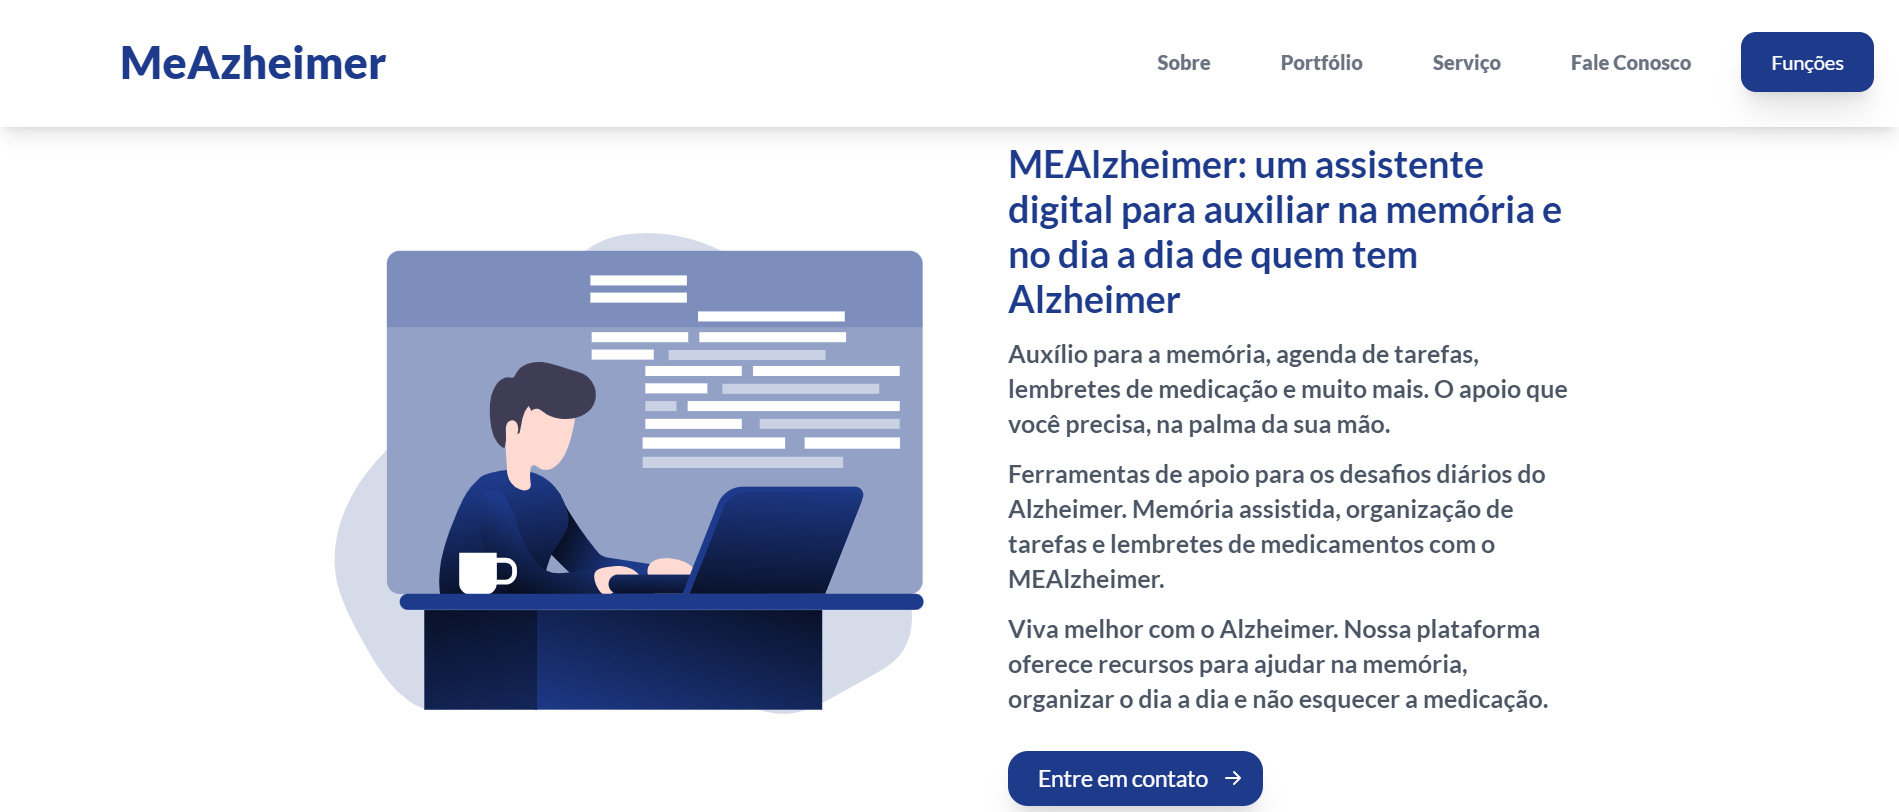 MeAzheimer
Sobre
Portfólio
Serviço
Fale Conosco
Funções
MEAlzheimer: um assistente
digital para auxiliar na memória e
no dia a dia de quem tem
Alzheimer
Auxílio para a memória, agenda de tarefas,
lembretes de medicação e muito mais. O apoio que
você precisa, na palma da sua mão.
Ferramentas de apoio para os desafios diários do
Alzheimer. Memória assistida, organização de
tarefas e lembretes de medicamentos com o
MEAlzheimer.
Viva melhor com o Alzheimer. Nossa plataforma
oferece recursos para ajudar na memória,
organizar o dia a dia e não esquecer a medicação.
Entre em contato →